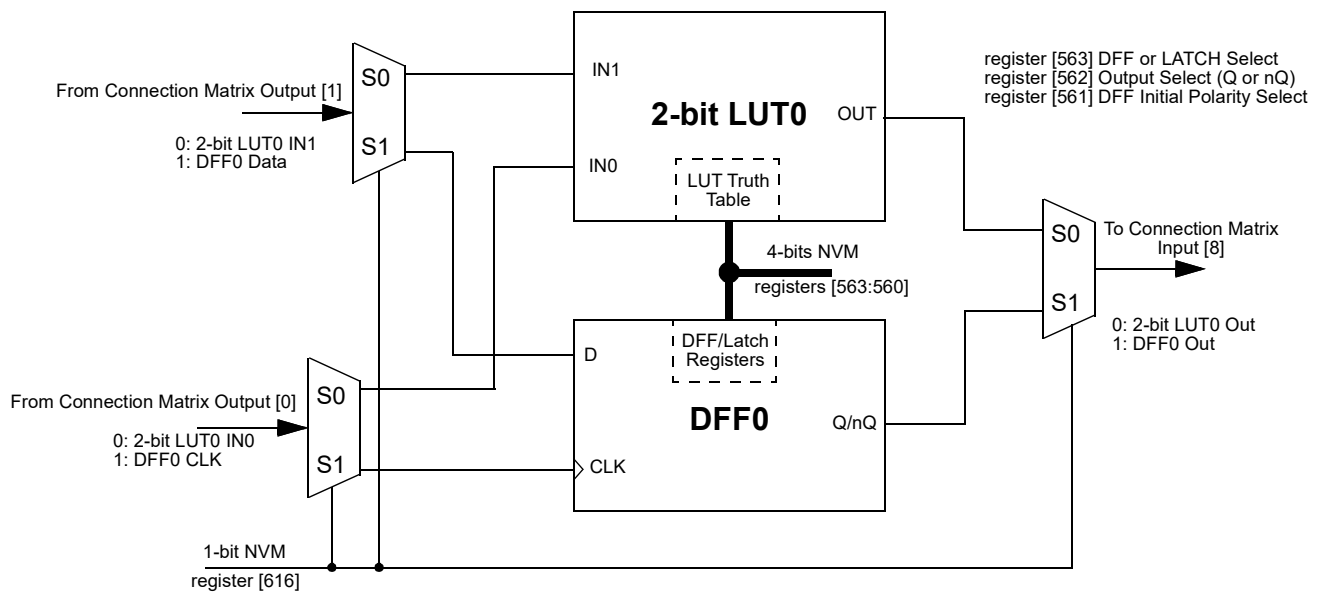 register [563] DFF or LATCH Select
register [562] Output Select (Q or nQ)
register [561] DFF Initial Polarity Select
From Connection Matrix Output [1]
0: 2-bit LUT0 IN1
1: DFF0 Data
S0
S1
IN1
IN0
2-bit LUT0
OUT
LUT Truth
Table
4-bits NVM
registers [563:560]
S0
S1
To Connection Matrix
Input [8]
0: 2-bit LUT0 Out
1: DFF0 Out
From Connection Matrix Output [0]
0: 2-bit LUT0 IN0
1: DFF0 CLK
S0
S1
D
CLK
DFF/Latch
Registers
DFF0
Q/nQ
1-bit NVM
register [616]